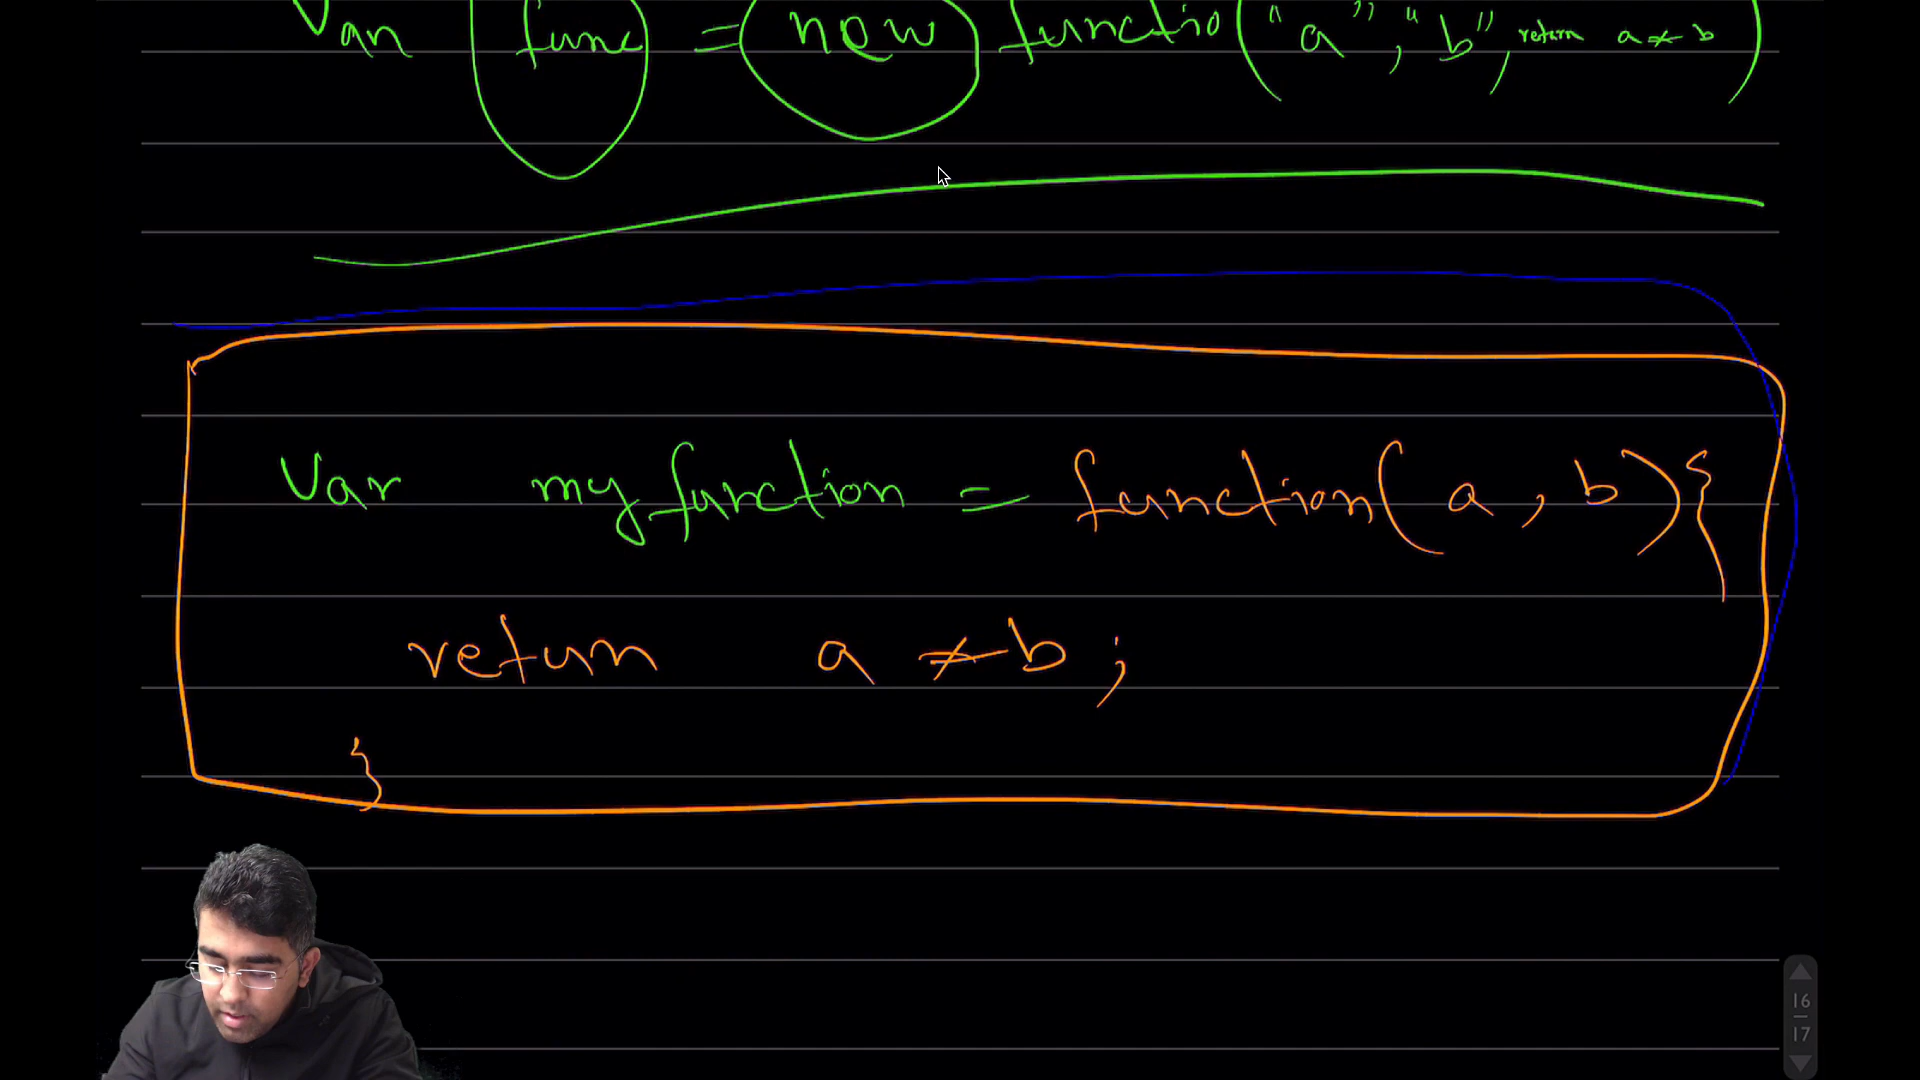 Var func = new functio("a", "b", return a * b)
Var myfunction = function(a, b){
return a * b;
}
16
17